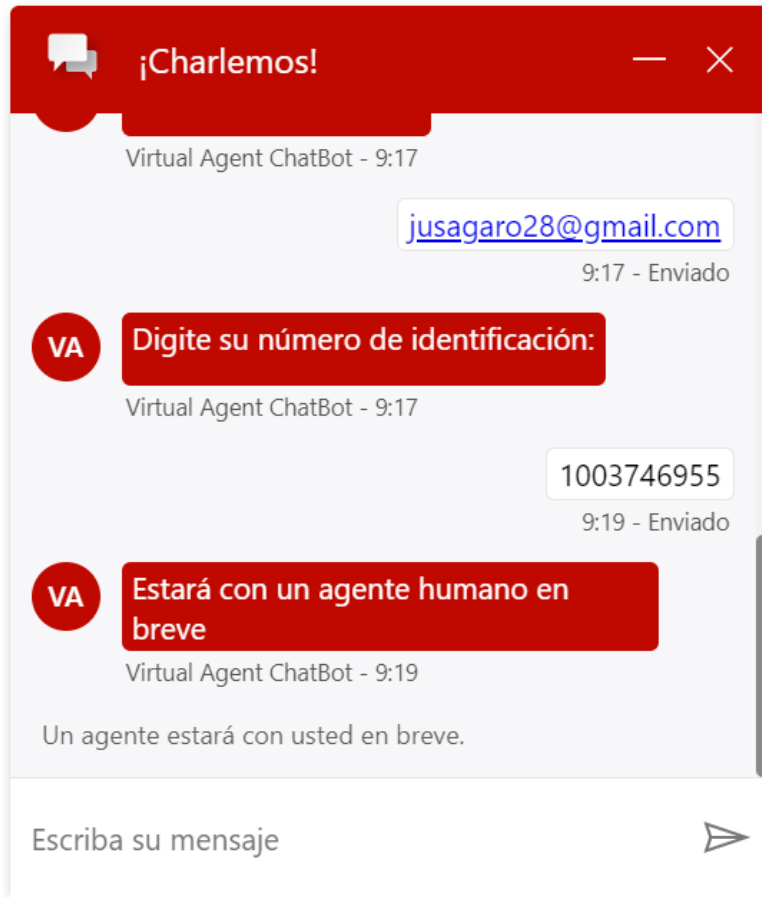 ¡Charlemos!
Virtual Agent ChatBot - 9:17
jusagaro28@gmail.com
9:17 - Enviado
VA
Digite su número de identificación:
Virtual Agent ChatBot - 9:17
1003746955
9:19 - Enviado
VA
Estará con un agente humano en
breve
Virtual Agent ChatBot - 9:19
Un agente estará con usted en breve.
Escriba su mensaje